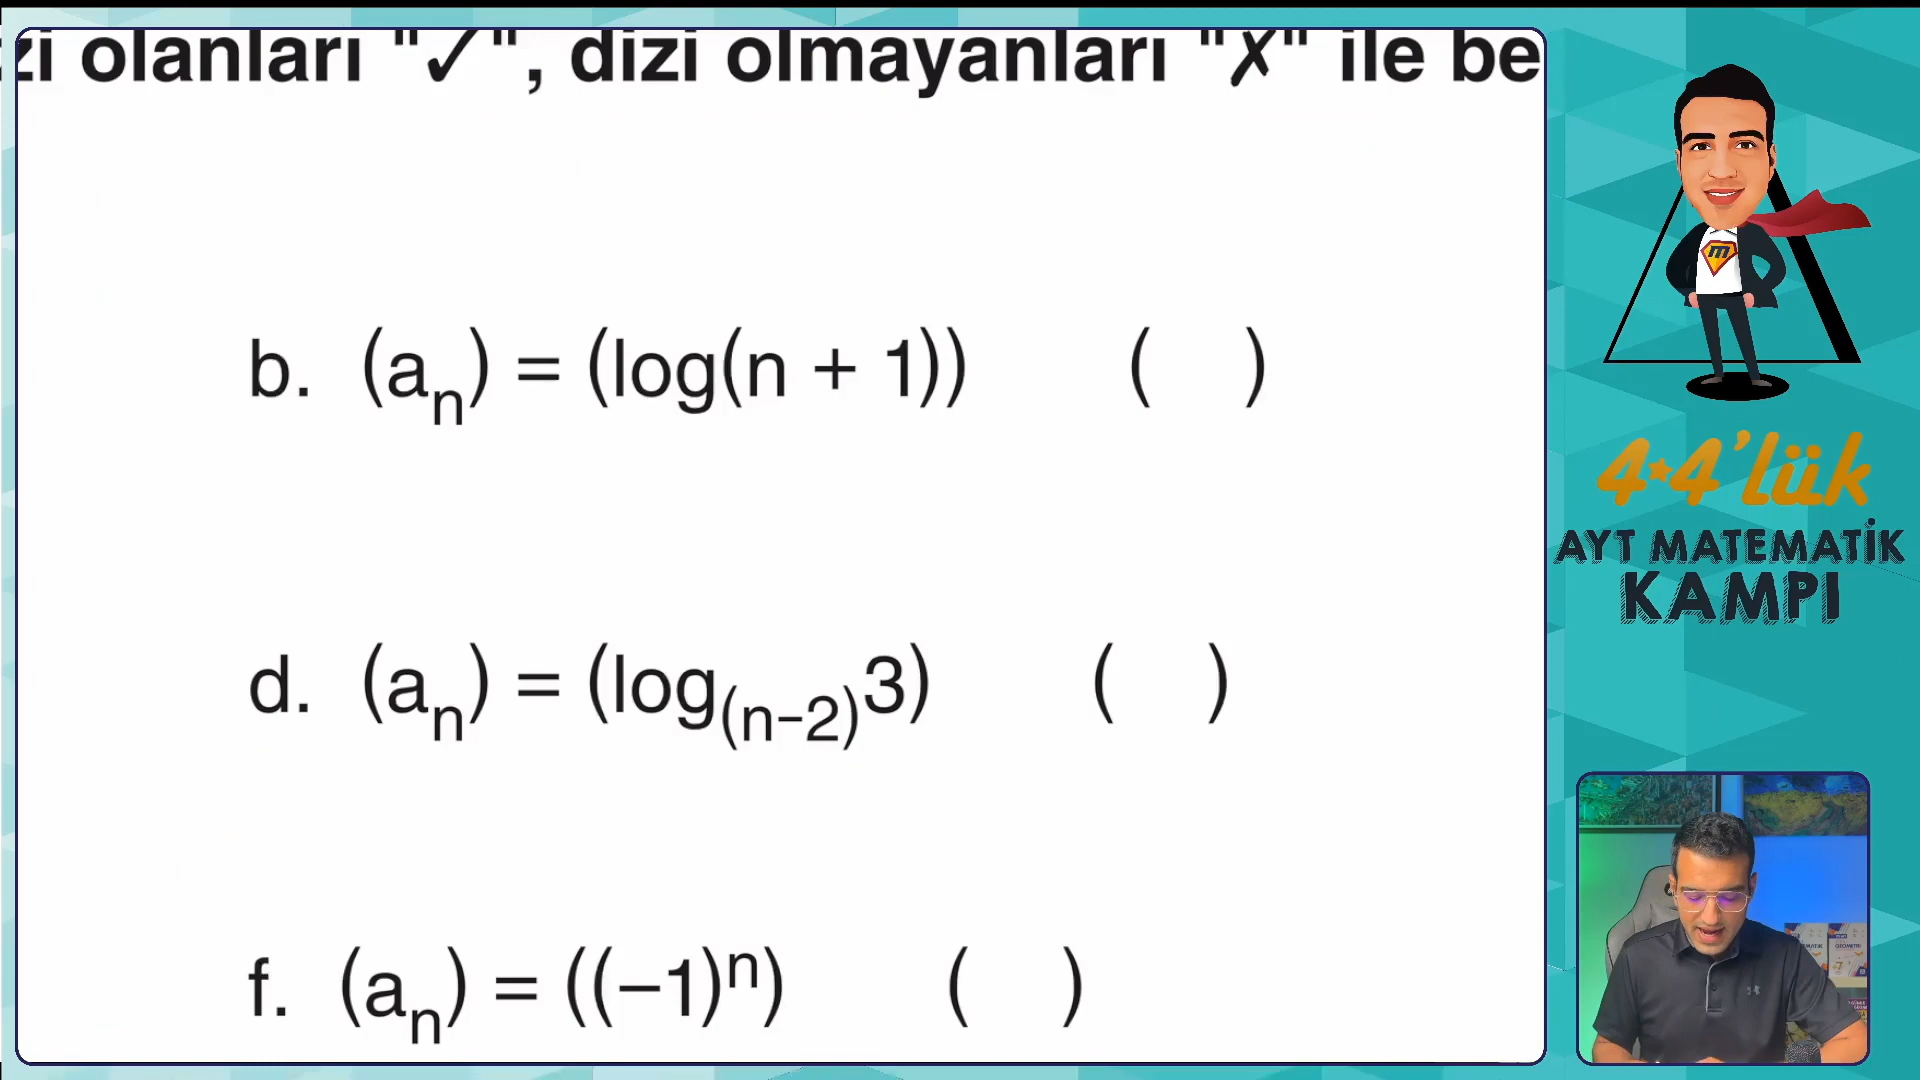 zi olanları "✓", dizi olmayanları "✗" ile be
b. (aₙ) = (log(n + 1)) ( )
d. (aₙ) = (log₍ₙ₋₂₎3) ( )
f. (aₙ) = ((–1)ⁿ) ( )
m
4*4'lük
AYT MATEMATİK
KAMPI
GEOMETRİ